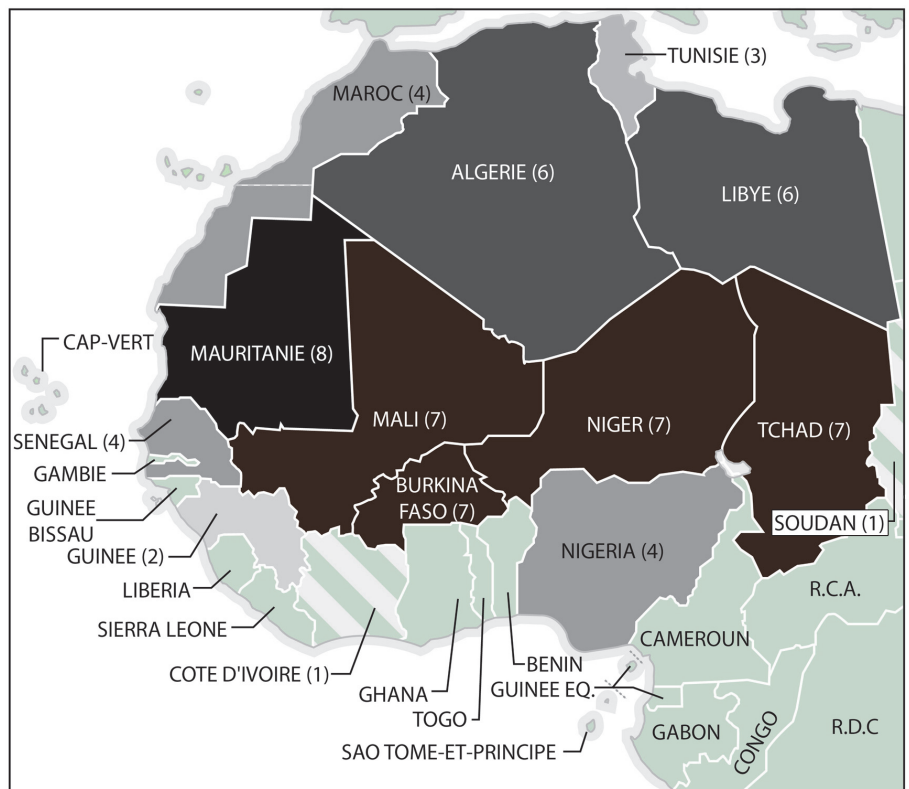 TUNISIE (3)
MAROC (4)
ALGERIE (6)
LIBYE (6)
CAP-VERT
MAURITANIE (8)
MALI (7)
NIGER (7)
TCHAD (7)
SENEGAL (4)
GAMBIE
BURKINA
FASO (7)
GUINEE
BISSAU
SOUDAN (1)
GUINEE (2)
NIGERIA (4)
LIBERIA
R.C.A.
SIERRA LEONE
CAMEROUN
COTE D'IVOIRE (1)
BENIN
GHANA
GUINEE EQ.
TOGO
GABON
CONGO
R.D.C
SAO TOME-ET-PRINCIPE